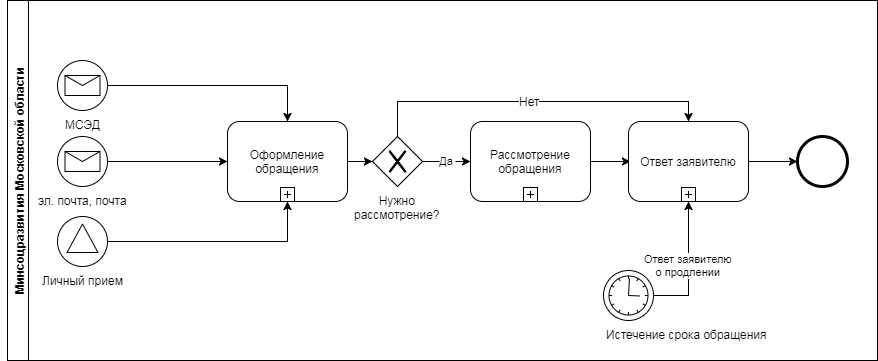 Минсоцразвития Московской области
МСЭД
эл. почта, почта
Личный прием
Оформление
обращения
Нужно
рассмотрение?
Нет
Да
Рассмотрение
обращения
Ответ заявителю
Ответ заявителю
о продлении
Истечение срока обращения